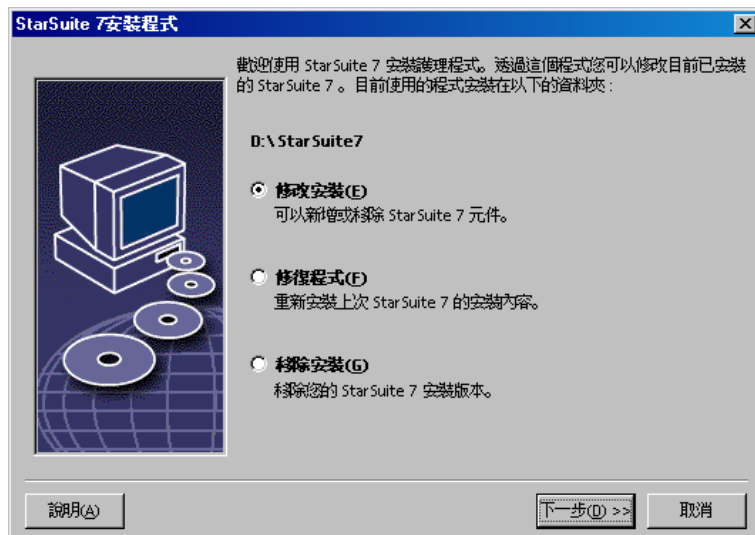 StarSuite 7安裝程式
歡迎使用 StarSuite 7 安裝護理程式。透過這個程式您可以修改目前已安裝
的 StarSuite 7 。目前使用的程式安裝在以下的資料夾：
D:\StarSuite7
修改安裝(E)
可以新增或移除 StarSuite 7 元件。
修復程式(F)
重新安裝上次 StarSuite 7 的安裝內容。
移除安裝(G)
移除您的 StarSuite 7 安裝版本。
說明(A)
下一步(D) >>
取消